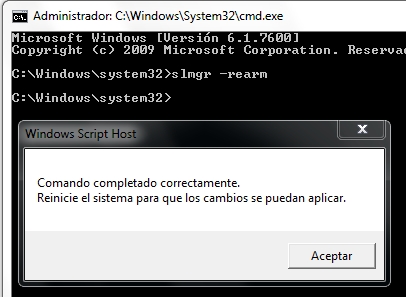 Administrador: C:\Windows\System32\cmd.exe
Microsoft Windows [Versión 6.1.7600]
Copyright (c) 2009 Microsoft Corporation. Reserva
C:\Windows\system32>slmgr -rearm
C:\Windows\system32>
Windows Script Host
Comando completado correctamente.
Reinicie el sistema para que los cambios se puedan aplicar.
Aceptar